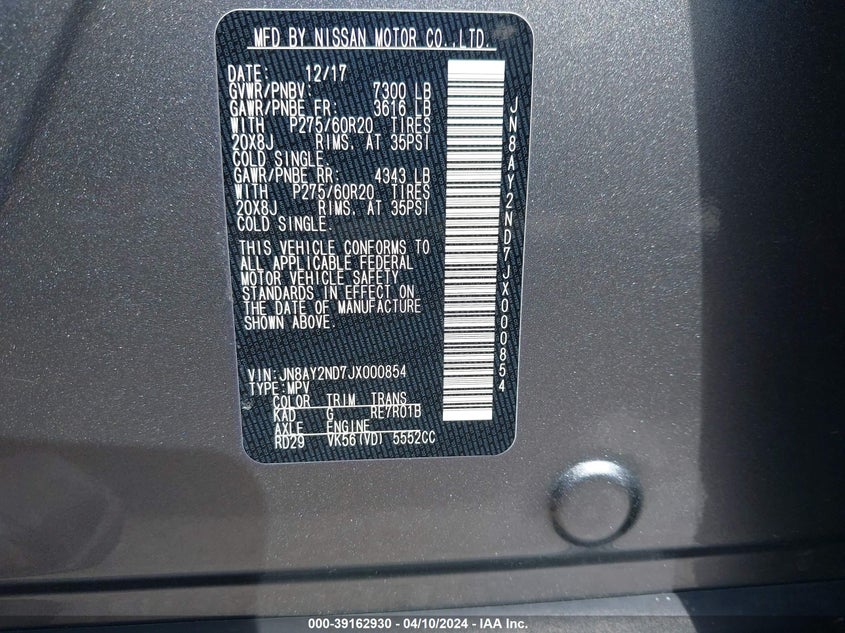 MFD BY NISSAN MOTOR CO.,LTD.
DATE: 12/17
GVWR/PNBV: 7300 LB
GAWR/PNBE FR: 3616 LB
WITH P275/60R20 TIRES
20X8J RIMS. AT 35PSI
COLD SINGLE.
GAWR/PNBE RR: 4343 LB
WITH P275/60R20 TIRES
20X8J RIMS. AT 35PSI
COLD SINGLE.
THIS VEHICLE CONFORMS TO
ALL APPLICABLE FEDERAL
MOTOR VEHICLE SAFETY
STANDARDS IN EFFECT ON
THE DATE OF MANUFACTURE
SHOWN ABOVE.
VIN:JN8AY2ND7JX000854
TYPE:MPV
COLOR TRIM TRANS
KAD G RE7R01B
AXLE ENGINE
RD29 VK56(VD) 5552CC
JN8AY2ND7JX000854
000-39162930 - 04/10/2024 - IAA Inc.